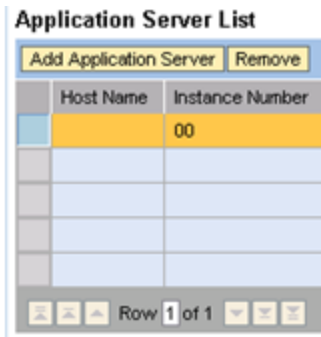 Application Server List
Add Application Server Remove
Host Name Instance Number
00
Row 1 of 1